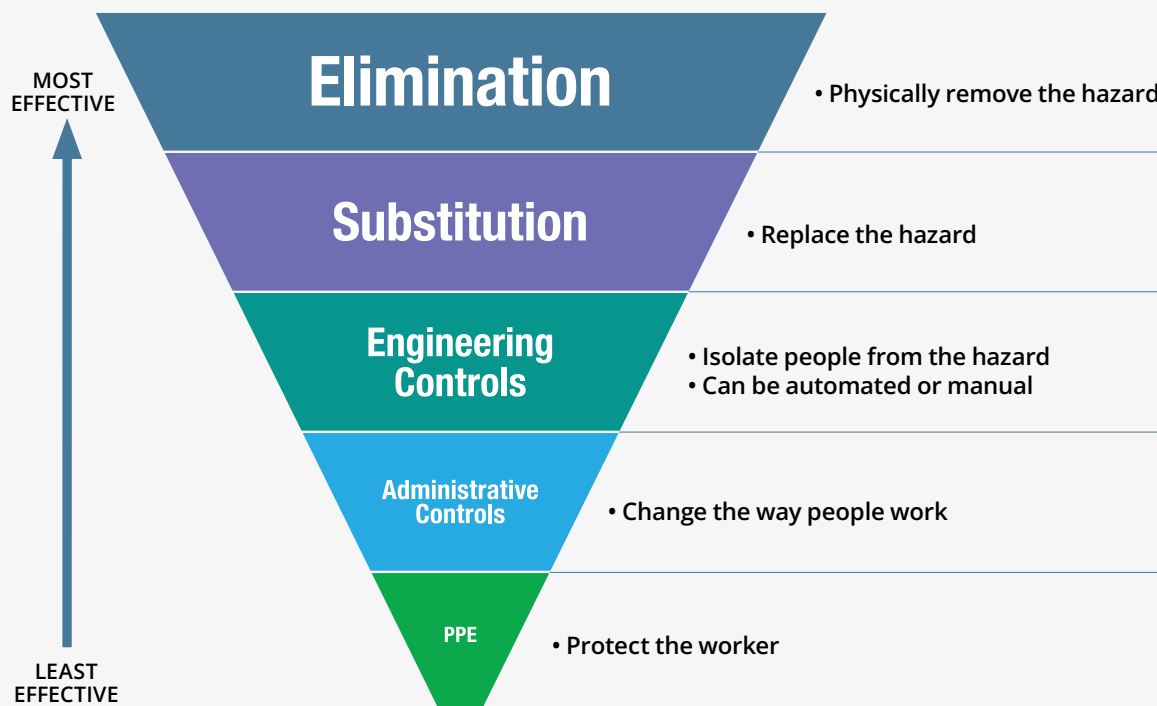 MOST
EFFECTIVE
Elimination
• Physically remove the hazard
Substitution
• Replace the hazard
Engineering
Controls
• Isolate people from the hazard
• Can be automated or manual
Administrative
Controls
• Change the way people work
PPE
• Protect the worker
LEAST
EFFECTIVE